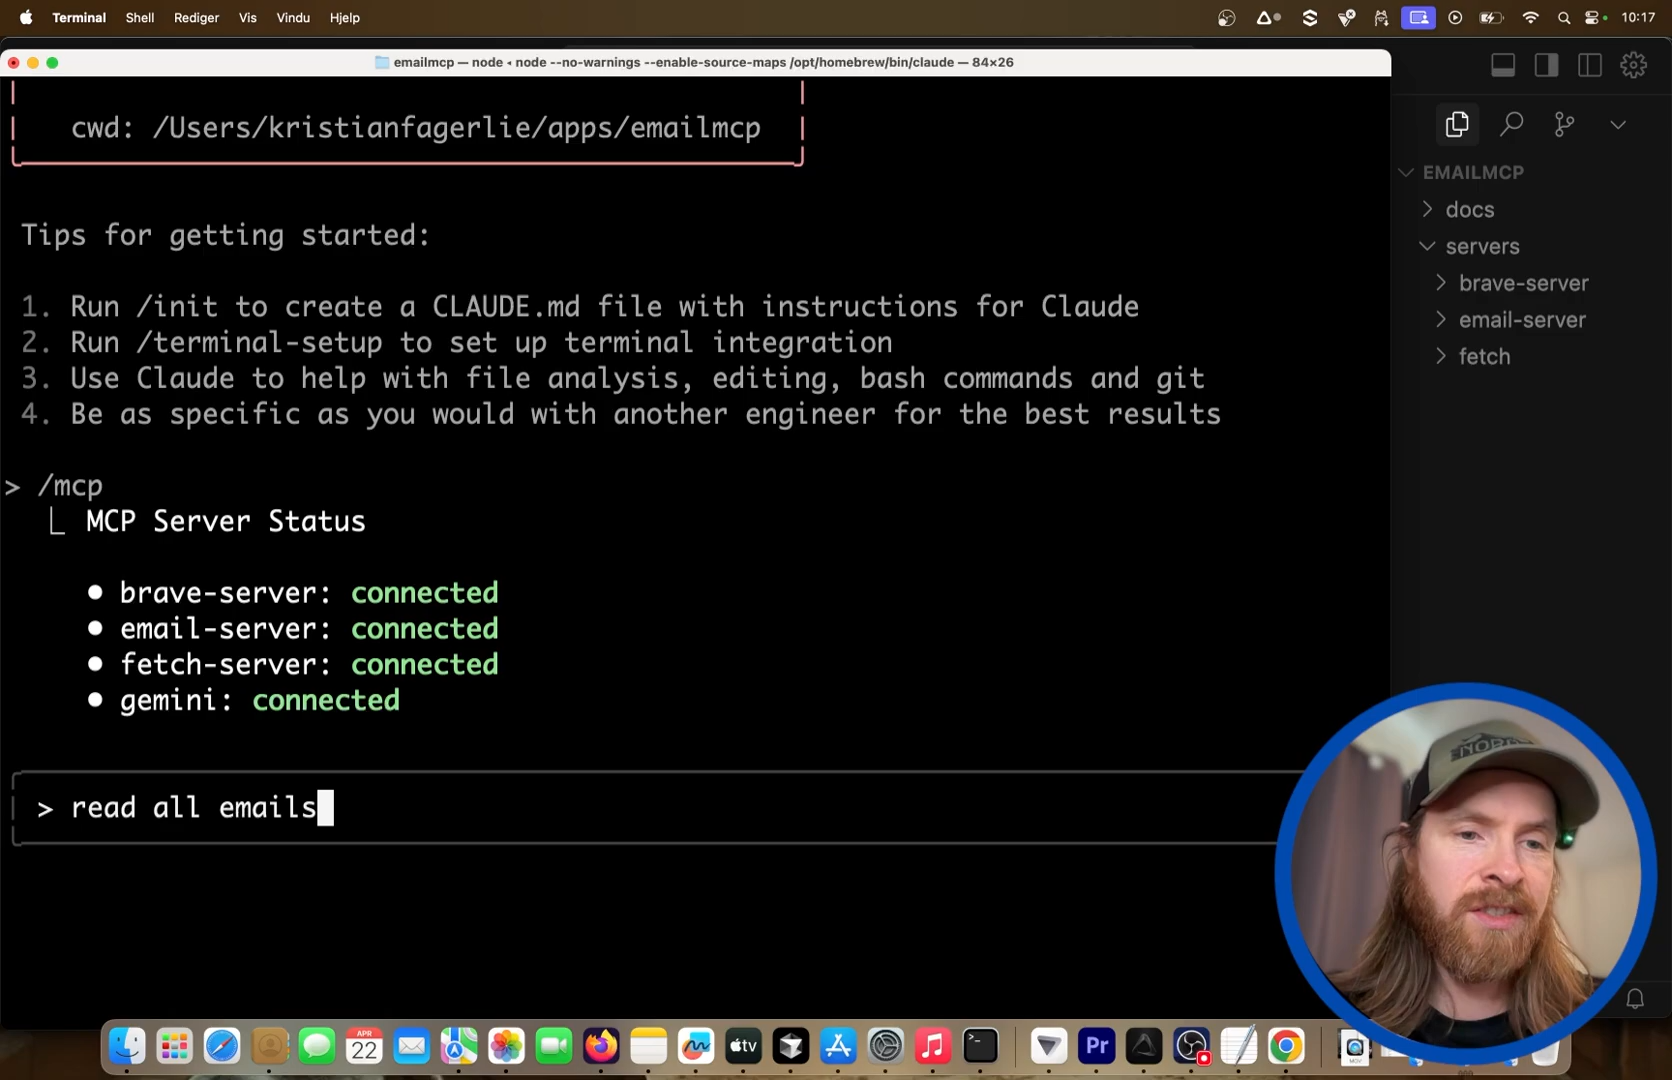 Terminal Shell Rediger Vis Vindu Hjelp 10:17
emailmcp — node ◂ node --no-warnings --enable-source-maps /opt/homebrew/bin/claude — 84×26
cwd: /Users/kristianfagerlie/apps/emailmcp
Tips for getting started:
1. Run /init to create a CLAUDE.md file with instructions for Claude
2. Run /terminal-setup to set up terminal integration
3. Use Claude to help with file analysis, editing, bash commands and git
4. Be as specific as you would with another engineer for the best results
> /mcp
MCP Server Status
• brave-server: connected
• email-server: connected
• fetch-server: connected
• gemini: connected
> read all emails
EMAILMCP
docs
servers
brave-server
email-server
fetch
APR
22
tv
Pr